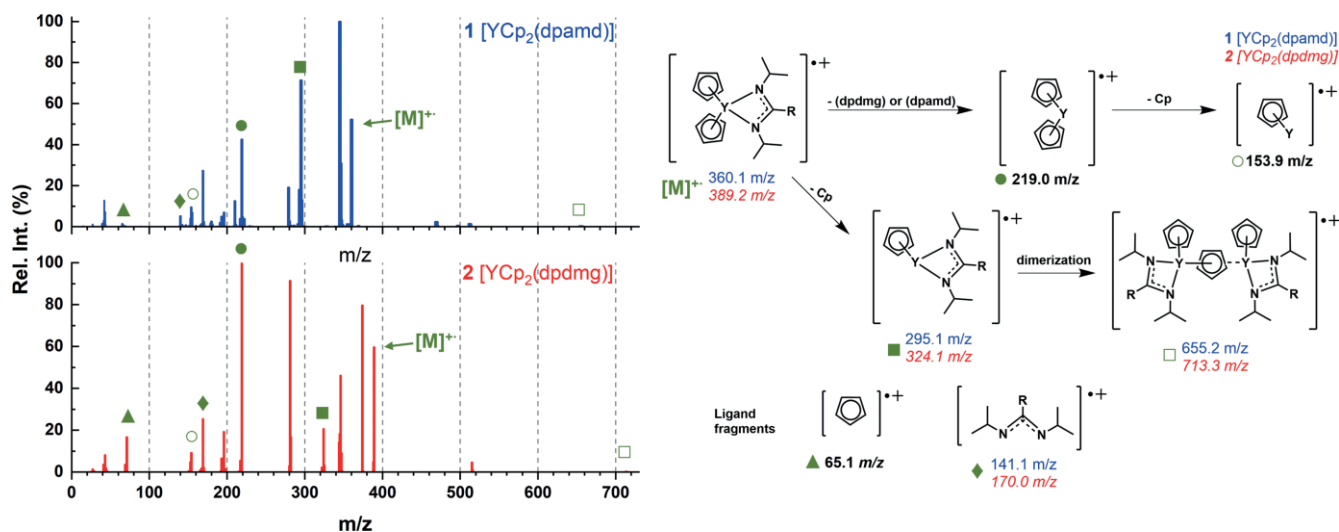 1 [YCp2(dpamd)]
[M]+·
100
80
60
40
20
0
m/z
Rel. Int. (%)
2 [YCp2(dpdmg)]
[M]+·
100
80
60
40
20
0
0 100 200 300 400 500 600 700
m/z
1 [YCp2(dpamd)]
2 [YCp2(dpdmg)]
Y N N R
•+
[M]+·
360.1 m/z
389.2 m/z
- (dpdmg) or (dpamd)
Y
•+
219.0 m/z
- Cp
Y
•+
153.9 m/z
- Cp
Y N N R
•+
295.1 m/z
324.1 m/z
dimerization
R N N Y Y N N R
•+
655.2 m/z
713.3 m/z
Ligand
fragments
•+
65.1 m/z
R
N N
•+
141.1 m/z
170.0 m/z